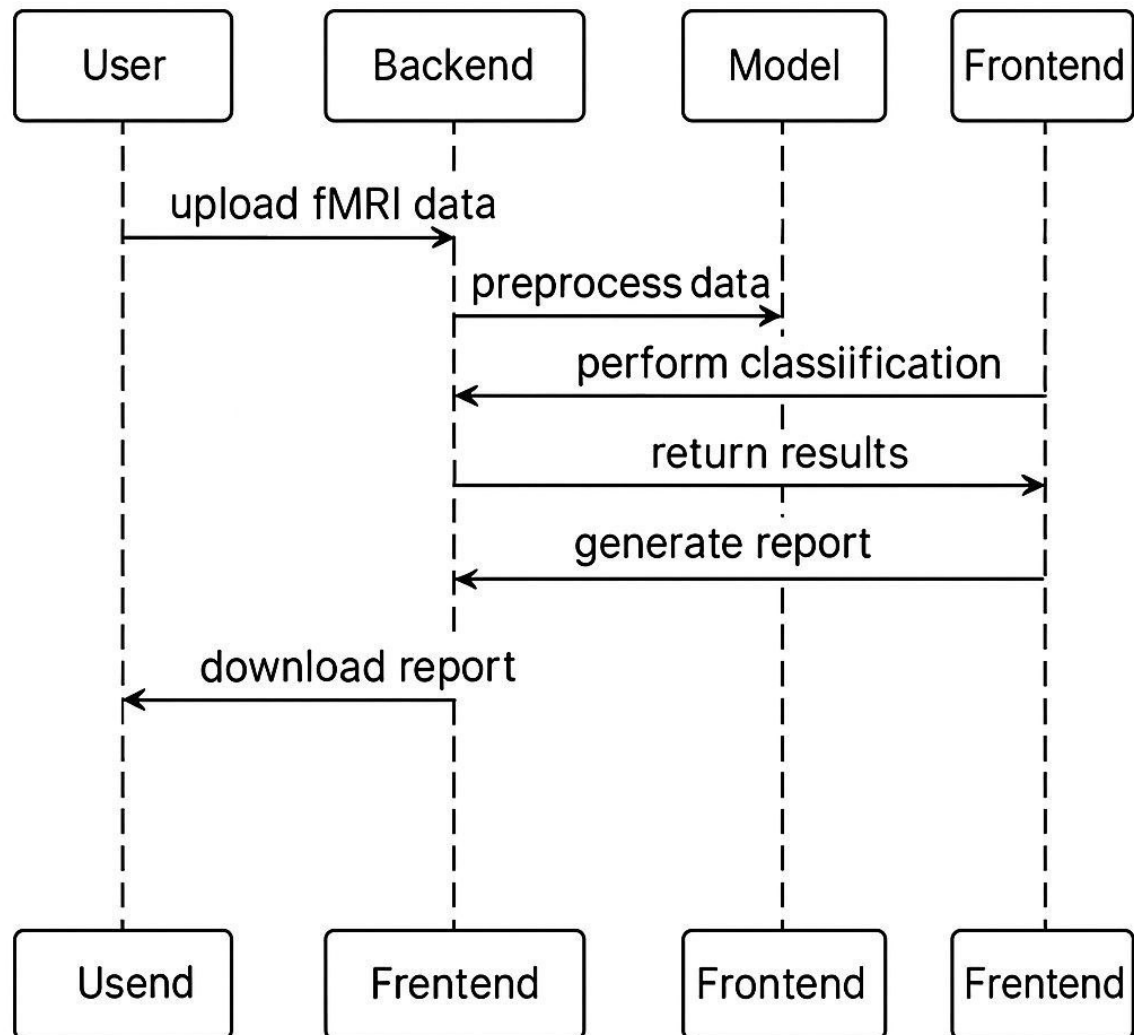 User
Backend
Model
Frontend
upload fMRI data
preprocess data
perform classiification
return results
generate report
download report
Usend
Frentend
Frontend
Frentend